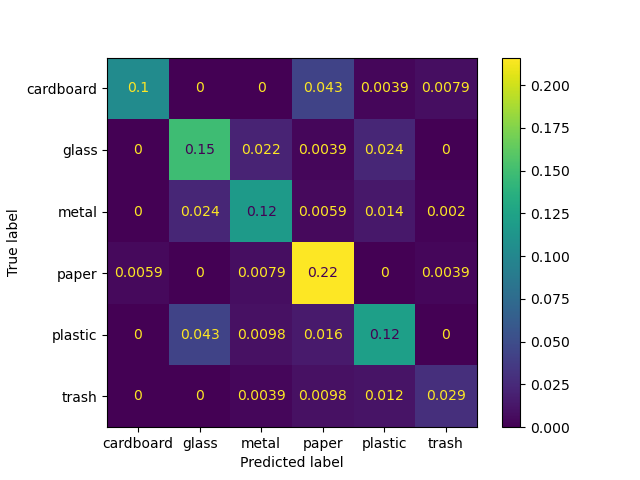 cardboard 0.1 0 0 0.043 0.0039 0.0079
glass 0 0.15 0.022 0.0039 0.024 0
metal 0 0.024 0.12 0.0059 0.014 0.002
paper 0.0059 0 0.0079 0.22 0 0.0039
plastic 0 0.043 0.0098 0.016 0.12 0
trash 0 0 0.0039 0.0098 0.012 0.029
cardboard glass metal paper plastic trash
Predicted label
True label
0.200
0.175
0.150
0.125
0.100
0.075
0.050
0.025
0.000